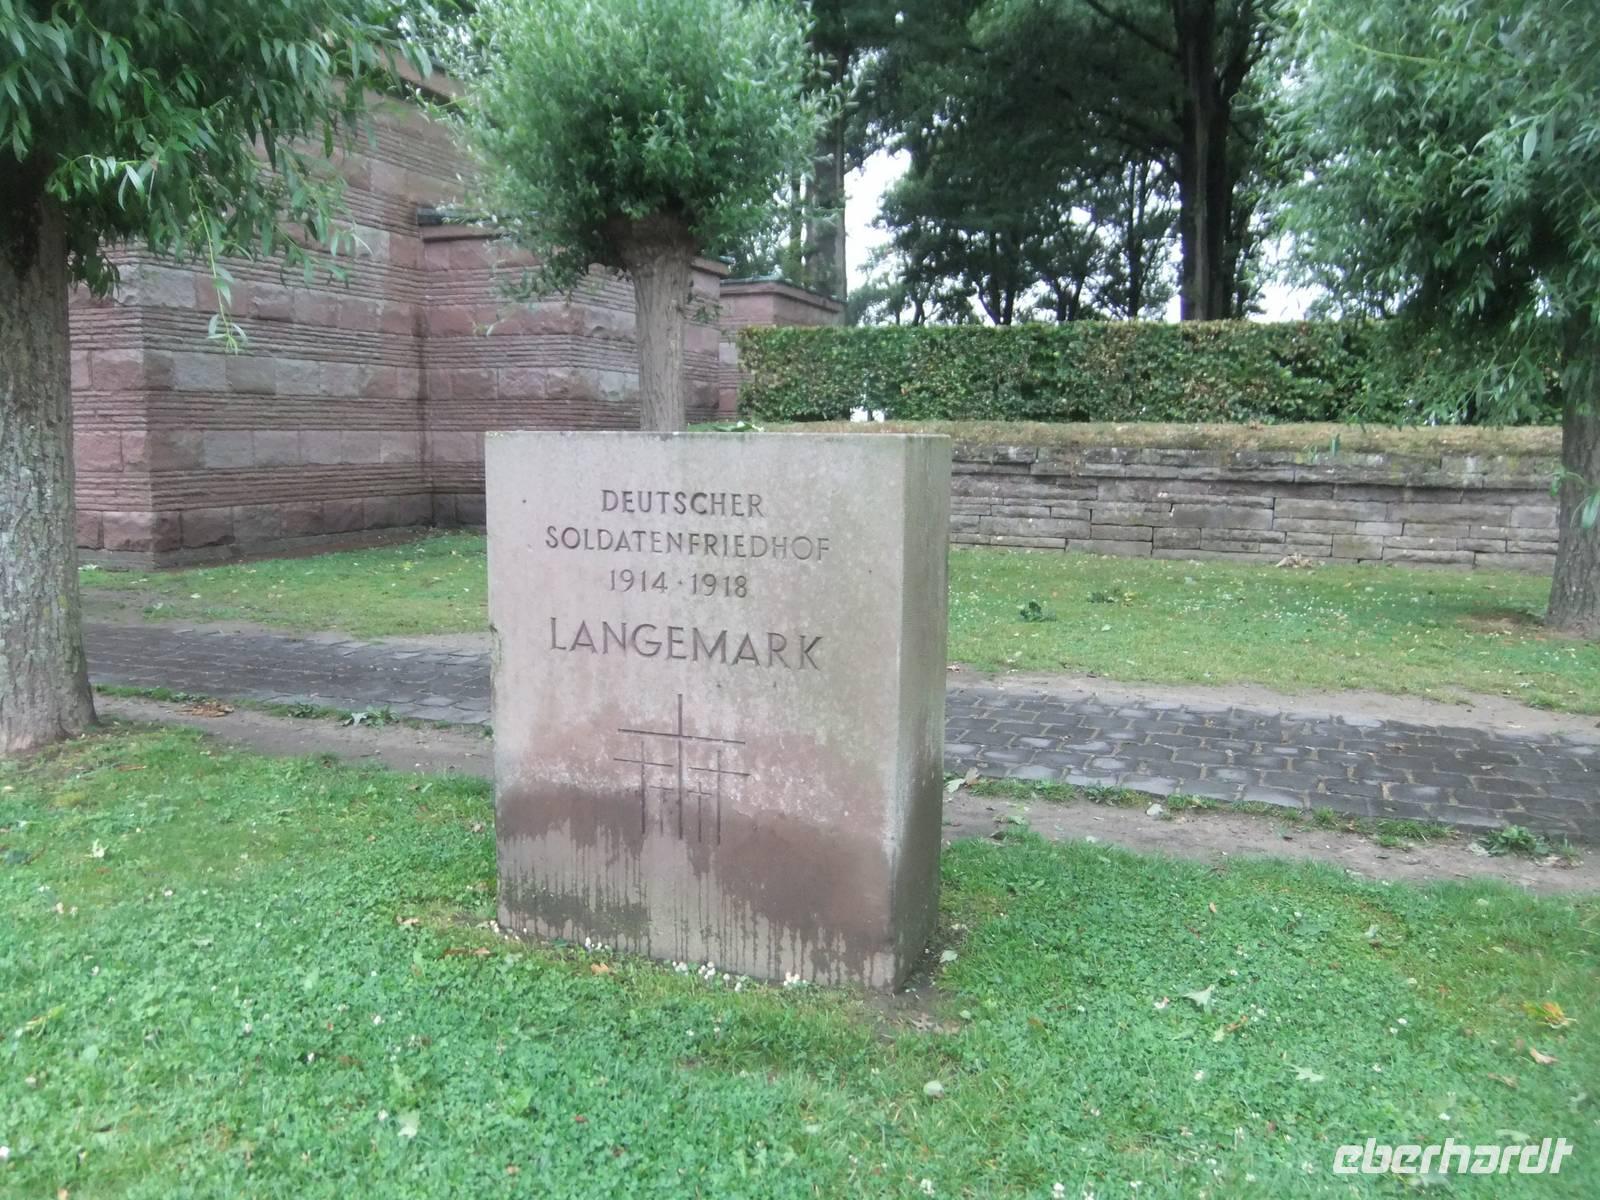 DEUTSCHER
SOLDATENFRIEDHOF
1914 · 1918
LANGEMARK
eberhardt